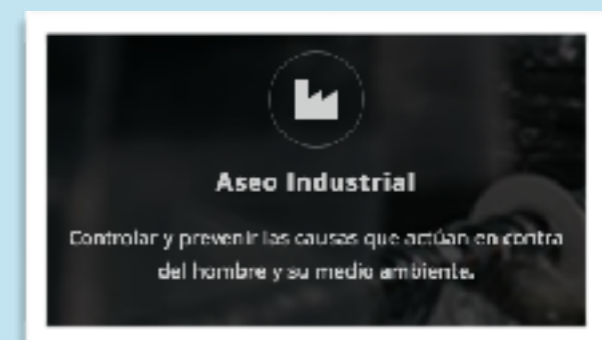 Aseo Industrial
Controlar y prevenir las causas que actúan en contra
del hombre y su medio ambiente.